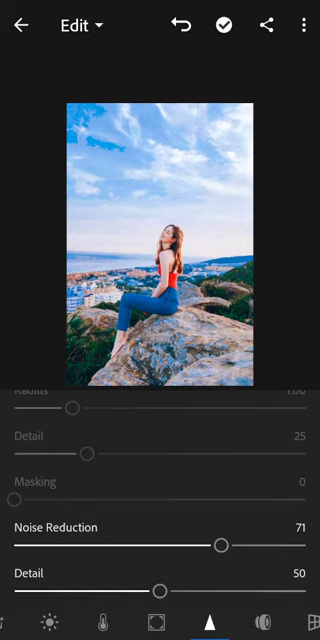 Edit
Radius 1.00
Detail 25
Masking 0
Noise Reduction 71
Detail 50